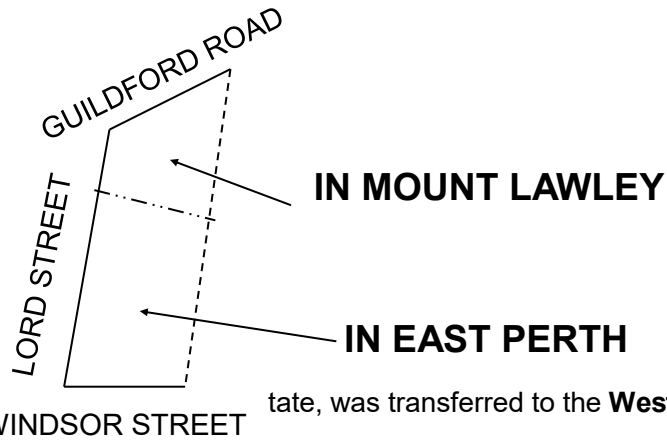 GUILDFORD ROAD
IN MOUNT LAWLEY
LORD STREET
IN EAST PERTH
tate, was transferred to the West
WINDSOR STREET